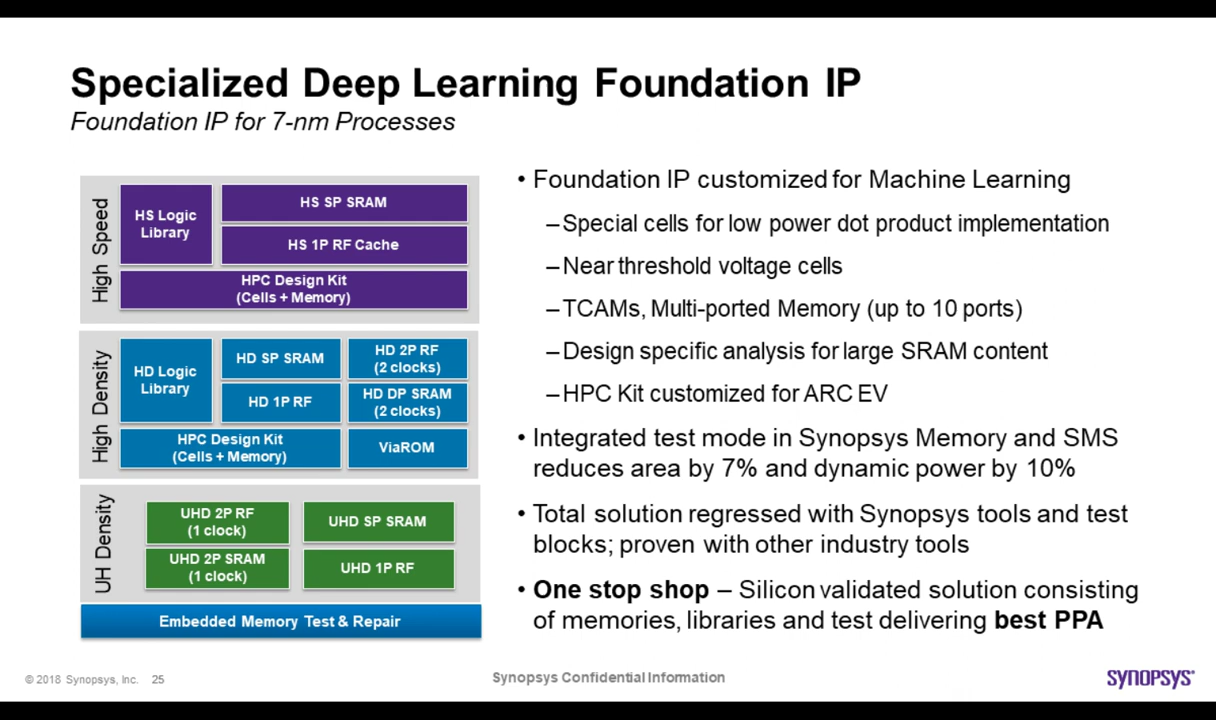 Specialized Deep Learning Foundation IP
Foundation IP for 7-nm Processes
High Speed
HS Logic
Library
HS SP SRAM
HS 1P RF Cache
HPC Design Kit
(Cells + Memory)
High Density
HD Logic
Library
HD SP SRAM
HD 2P RF
(2 clocks)
HD 1P RF
HD DP SRAM
(2 clocks)
HPC Design Kit
(Cells + Memory)
ViaROM
UH Density
UHD 2P RF
(1 clock)
UHD SP SRAM
UHD 2P SRAM
(1 clock)
UHD 1P RF
Embedded Memory Test & Repair
• Foundation IP customized for Machine Learning
– Special cells for low power dot product implementation
– Near threshold voltage cells
– TCAMs, Multi-ported Memory (up to 10 ports)
– Design specific analysis for large SRAM content
– HPC Kit customized for ARC EV
• Integrated test mode in Synopsys Memory and SMS
reduces area by 7% and dynamic power by 10%
• Total solution regressed with Synopsys tools and test
blocks; proven with other industry tools
• One stop shop – Silicon validated solution consisting
of memories, libraries and test delivering best PPA
© 2018 Synopsys, Inc. 25
Synopsys Confidential Information
SYNOPSYS®